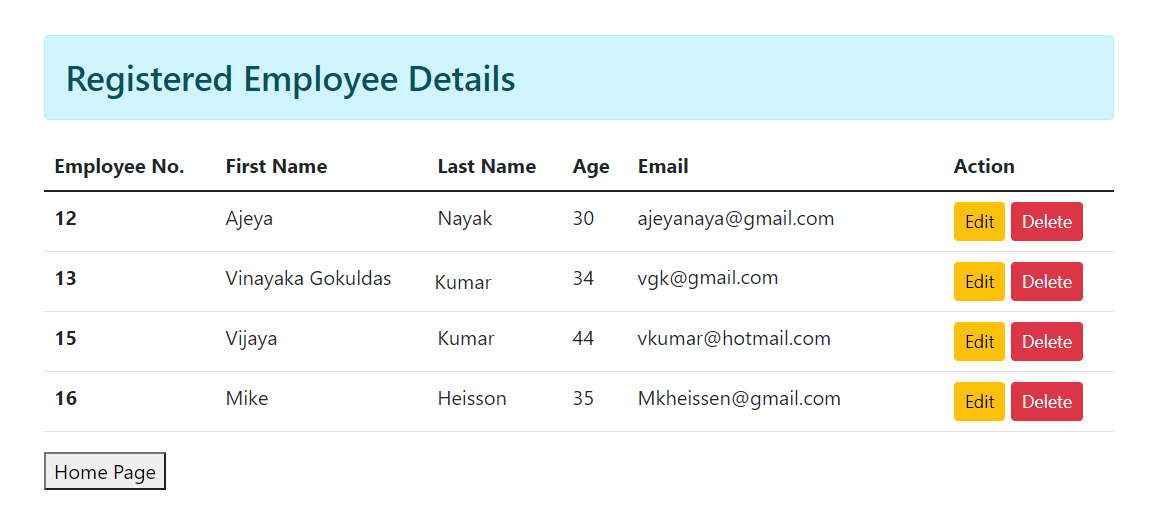 Registered Employee Details
Employee No. First Name Last Name Age Email Action
12 Ajeya Nayak 30 ajeyanaya@gmail.com Edit Delete
13 Vinayaka Gokuldas Kumar 34 vgk@gmail.com Edit Delete
15 Vijaya Kumar 44 vkumar@hotmail.com Edit Delete
16 Mike Heisson 35 Mkheissen@gmail.com Edit Delete
Home Page